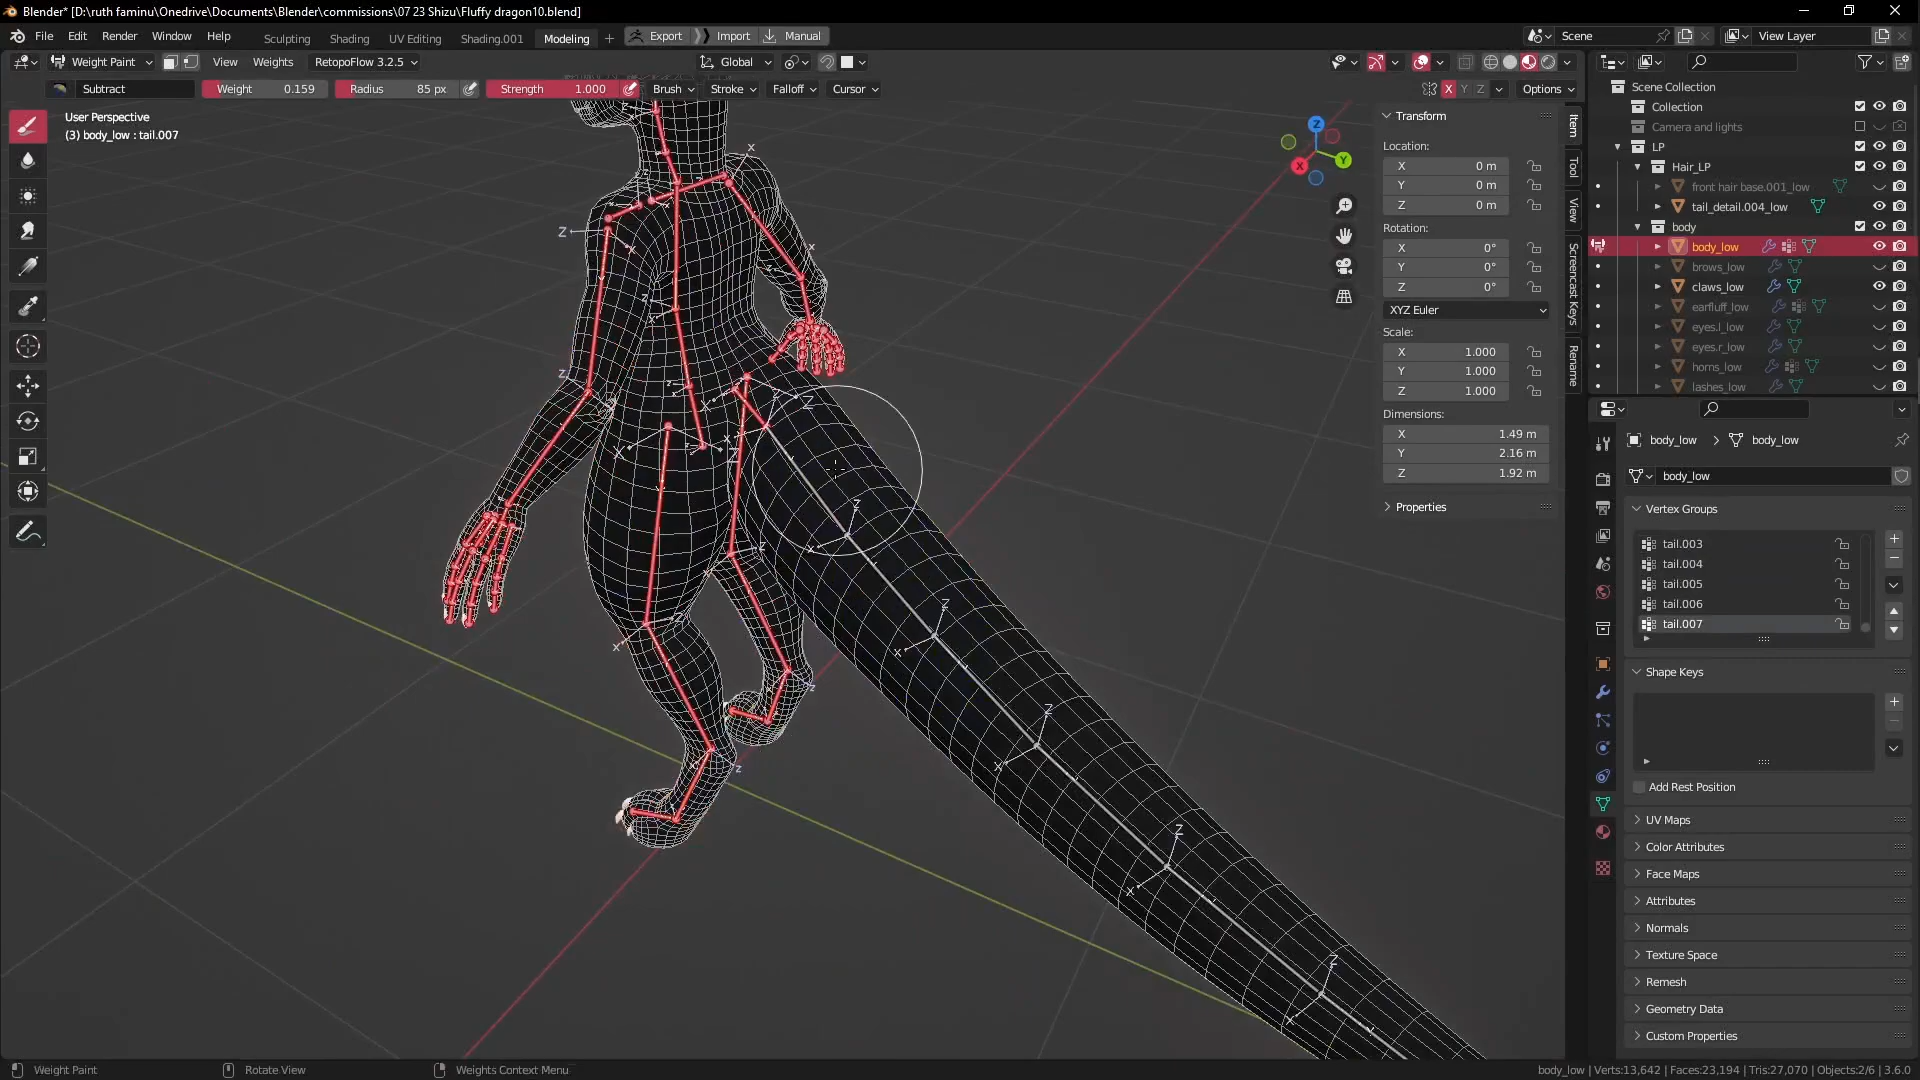 Blender* [D:\ruth faminu\Onedrive\Documents\Blender\commissions\07 23 Shizu\Fluffy dragon10.blend]
File Edit Render Window Help Sculpting Shading UV Editing Shading.001 Modeling + Export Import Manual Scene View Layer
Weight Paint View Weights RetopoFlow 3.2.5 Global
Subtract Weight 0.159 Radius 85 px Strength 1.000 Brush Stroke Falloff Cursor X Y Z Options
User Perspective
(3) body_low : tail.007
Z
Y
X
Transform
Location:
X 0 m
Y 0 m
Z 0 m
Rotation:
X 0°
Y 0°
Z 0°
XYZ Euler
Scale:
X 1.000
Y 1.000
Z 1.000
Dimensions:
X 1.49 m
Y 2.16 m
Z 1.92 m
Properties
Item
Tool
View
Screencast Keys
Rename
Scene Collection
Collection
Camera and lights
LP
Hair_LP
front hair base.001_low
tail_detail.004_low
body
body_low
brows_low
claws_low
earfluff_low
eyes.l_low
eyes.r_low
horns_low
lashes_low
body_low > body_low
body_low
Vertex Groups
tail.003
tail.004
tail.005
tail.006
tail.007
Shape Keys
Add Rest Position
UV Maps
Color Attributes
Face Maps
Attributes
Normals
Texture Space
Remesh
Geometry Data
Custom Properties
Weight Paint Rotate View Weights Context Menu body_low | Verts:13,642 | Faces:23,194 | Tris:27,070 | Objects:2/6 | 3.6.0